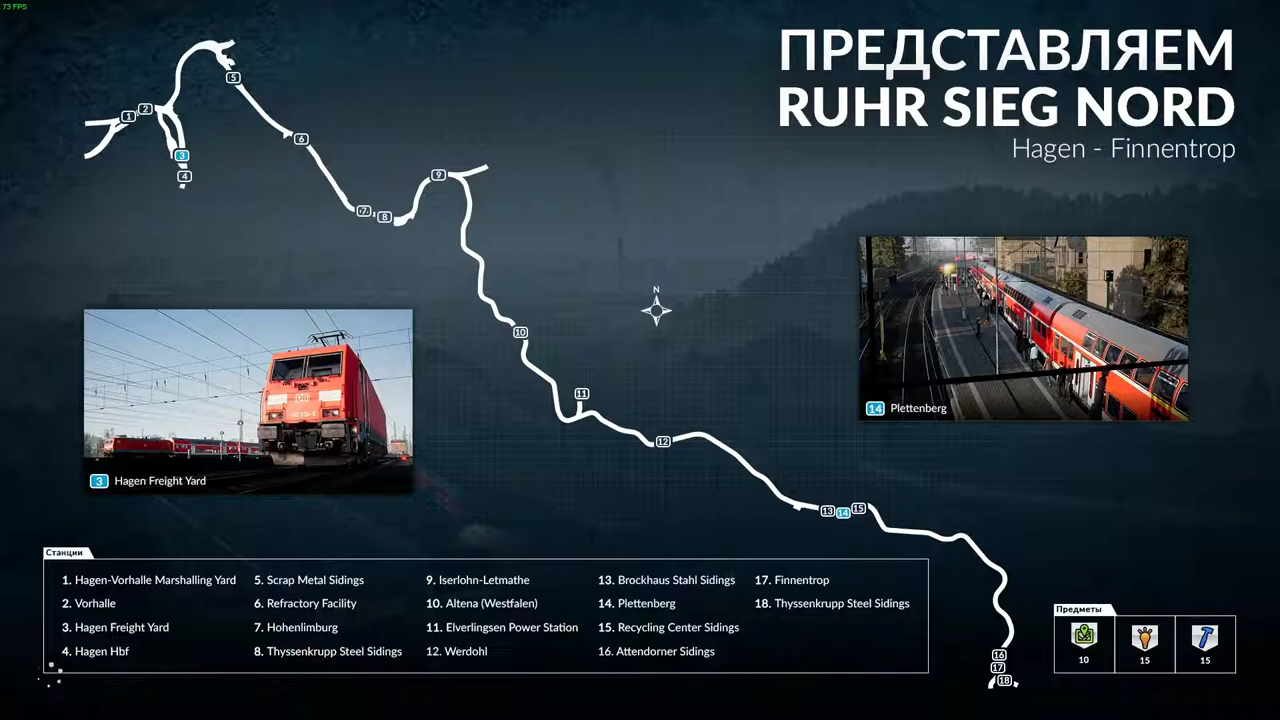 73 FPS
ПРЕДСТАВЛЯЕМ
RUHR SIEG NORD
Hagen - Finnentrop
1
2
3
4
5
6
7
8
9
N
10
11
12
13
14
15
16
17
18
3 Hagen Freight Yard
14 Plettenberg
Станции
1. Hagen-Vorhalle Marshalling Yard
2. Vorhalle
3. Hagen Freight Yard
4. Hagen Hbf
5. Scrap Metal Sidings
6. Refractory Facility
7. Hohenlimburg
8. Thyssenkrupp Steel Sidings
9. Iserlohn-Letmathe
10. Altena (Westfalen)
11. Elverlingsen Power Station
12. Werdohl
13. Brockhaus Stahl Sidings
14. Plettenberg
15. Recycling Center Sidings
16. Attendorner Sidings
17. Finnentrop
18. Thyssenkrupp Steel Sidings
Предметы
10
15
15